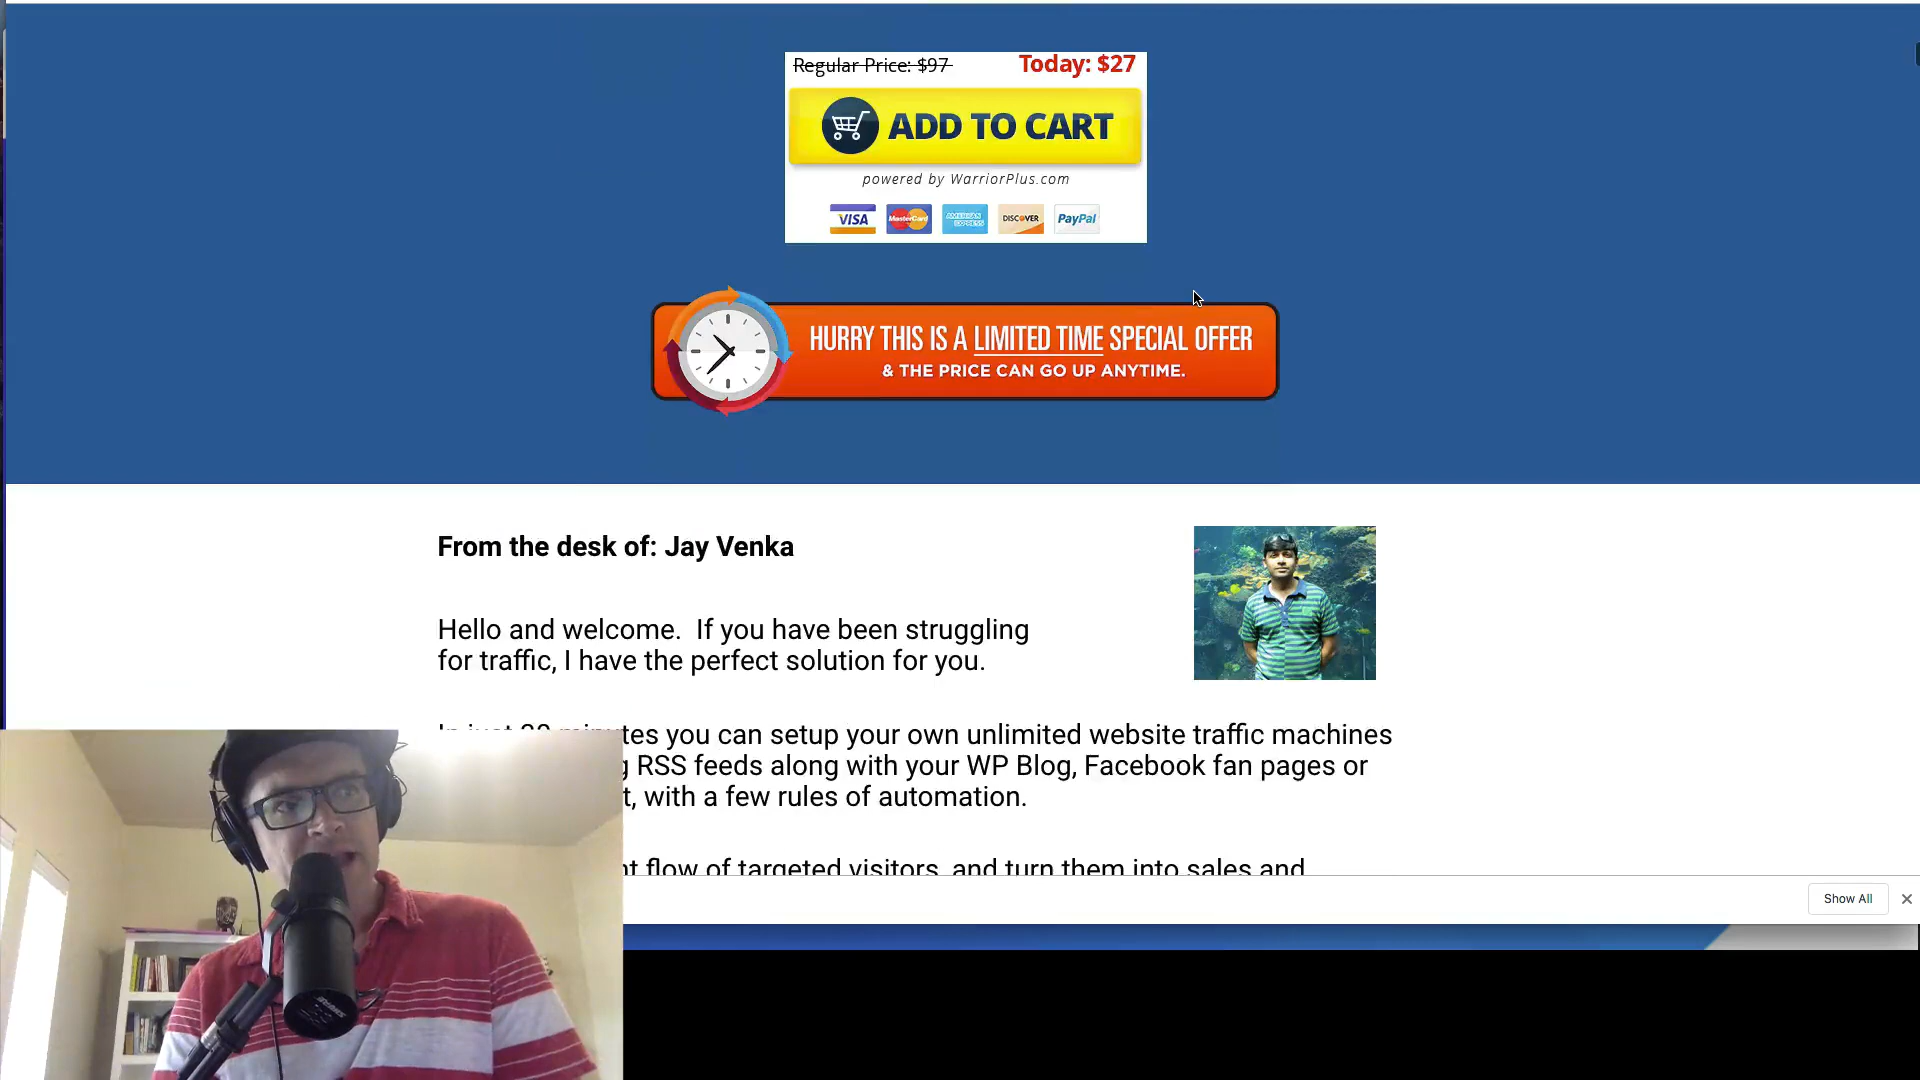 Regular Price: $97 Today: $27
ADD TO CART
powered by WarriorPlus.com
VISA MasterCard AMERICAN EXPRESS DISCOVER PayPal
HURRY THIS IS A LIMITED TIME SPECIAL OFFER
& THE PRICE CAN GO UP ANYTIME.
From the desk of: Jay Venka
Hello and welcome. If you have been struggling
for traffic, I have the perfect solution for you.
you can setup your own unlimited website traffic machines
RSS feeds along with your WP Blog, Facebook fan pages or
with a few rules of automation.
flow of targeted visitors, and turn them into sales and
Show All